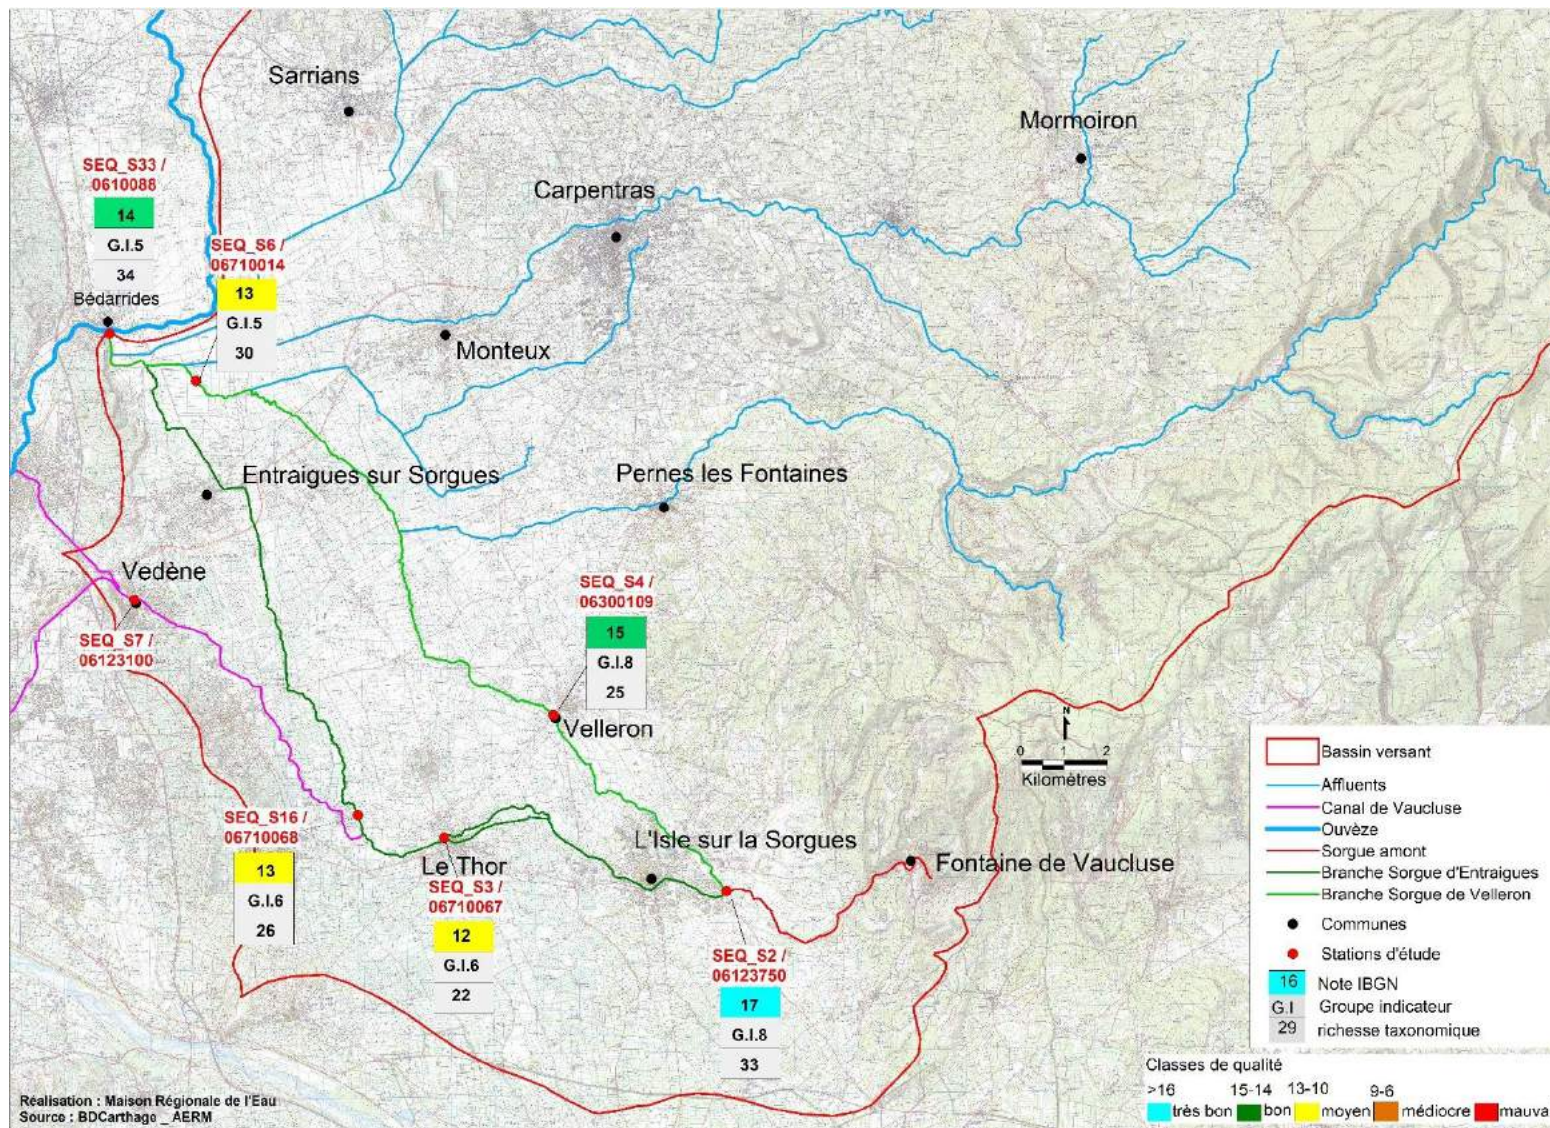 Sarrians
Mormoiron
SEQ_S33 /
0610088
14
G.I.5
34
Bédarrides
Carpentras
SEQ_S6 /
06710014
13
G.I.5
30
Monteux
Entraigues sur Sorgues
Pernes les Fontaines
Vedène
SEQ_S7 /
06123100
SEQ_S4 /
06300109
15
G.I.8
25
Velleron
N
0 1 2
Kilomètres
SEQ_S16 /
06710068
13
G.I.6
26
Le Thor
SEQ_S3 /
06710067
12
G.I.6
22
L'Isle sur la Sorgues
Fontaine de Vaucluse
SEQ_S2 /
06123750
17
G.I.8
33
Bassin versant
Affluents
Canal de Vaucluse
Ouvèze
Sorgue amont
Branche Sorgue d'Entraigues
Branche Sorgue de Velleron
Communes
Stations d'étude
16 Note IBGN
G.I Groupe indicateur
29 richesse taxonomique
Classes de qualité
>16 15-14 13-10 9-6
très bon bon moyen médiocre mauva
Réalisation : Maison Régionale de l'Eau
Source : BDCarthage _ AERM